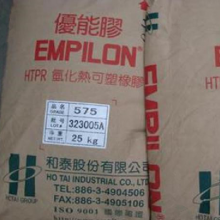 優能膠
EMPILON
HTPR 氫化熱可塑橡膠
575
323005A
25 kg
和泰股份有限公司
HO TAI INDUSTRIAL CO., LTD.
TEL:886-3-4904506
FAX:886-3-4905106
HOTAI GROUP
EMPILON